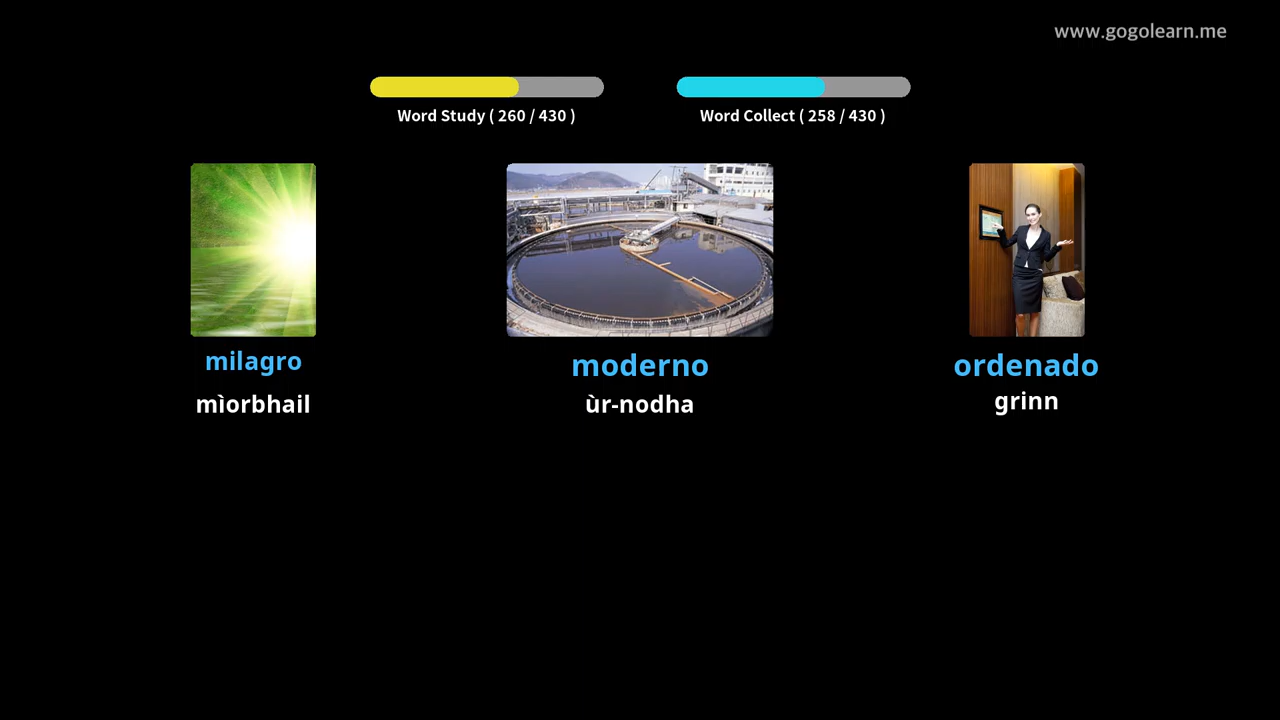 www.gogolearn.me
Word Study ( 260 / 430 )
Word Collect ( 258 / 430 )
milagro
mìorbhail
moderno
ùr-nodha
ordenado
grinn